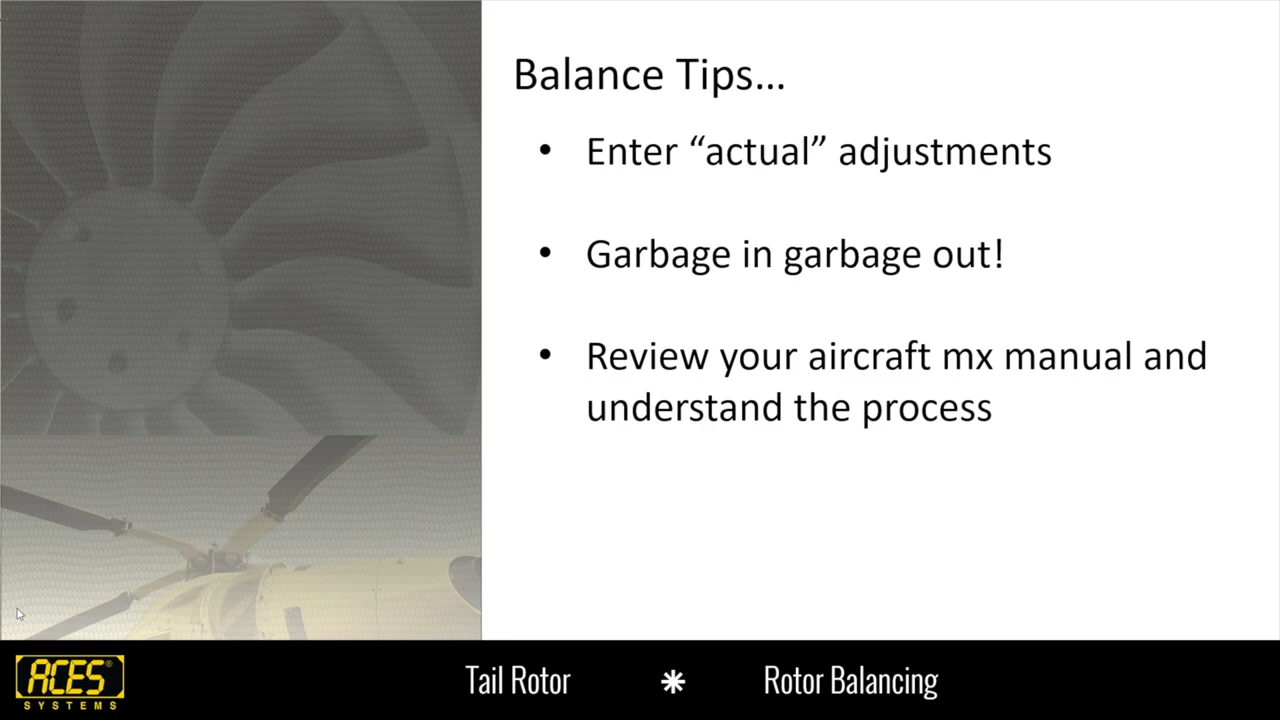 Balance Tips...
• Enter “actual” adjustments
• Garbage in garbage out!
• Review your aircraft mx manual and
understand the process
ACES®
SYSTEMS
Tail Rotor * Rotor Balancing